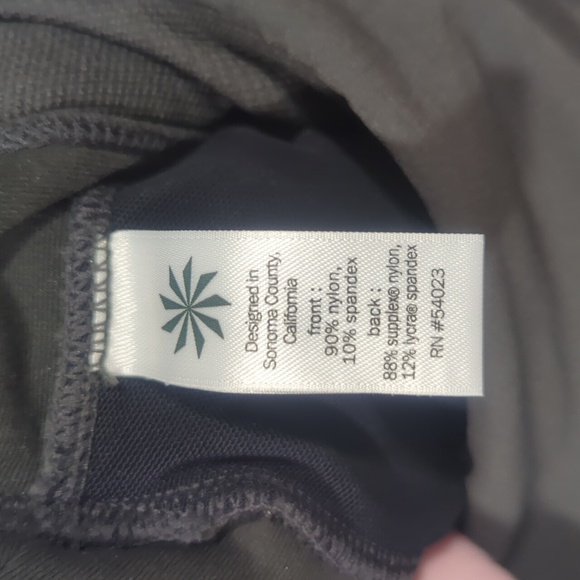 Designed in
Sonoma County,
California
front :
90% nylon,
10% spandex
back :
88% supplex® nylon,
12% lycra® spandex
RN #54023